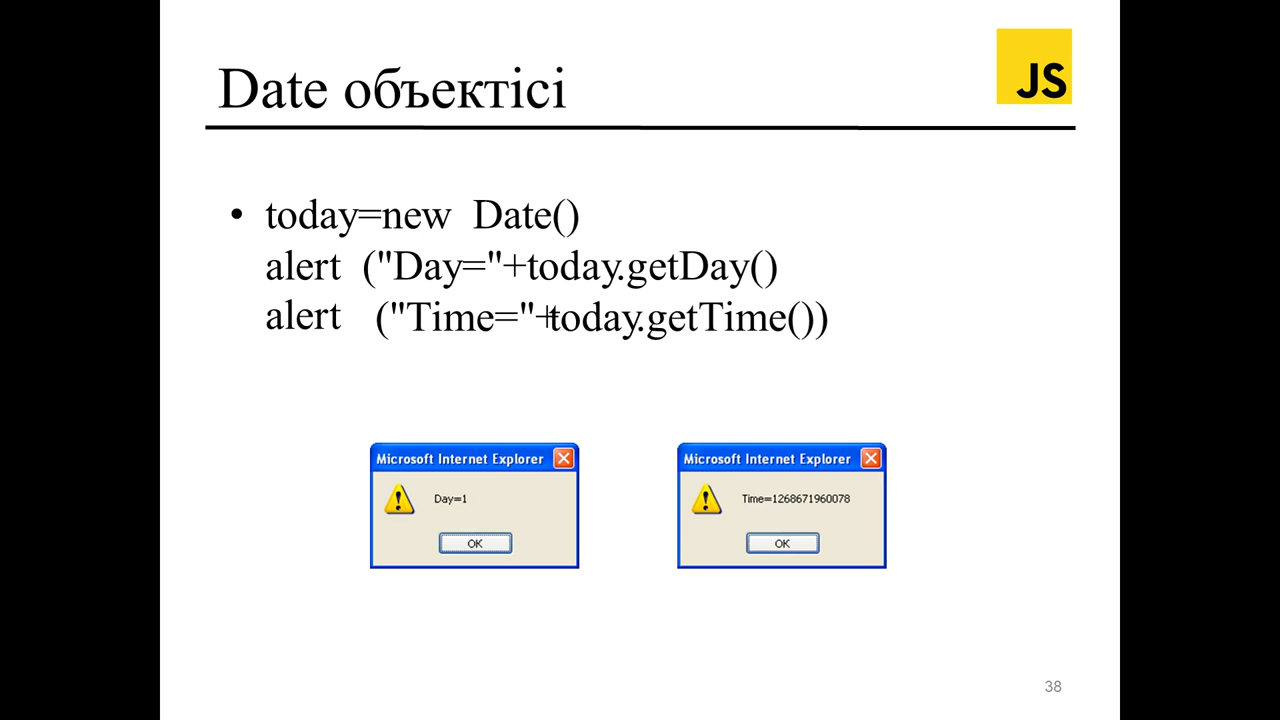 Date объектісі
JS
• today=new Date()
alert ("Day="+today.getDay()
alert ("Time="+today.getTime())
Microsoft Internet Explorer
Day=1
OK
Microsoft Internet Explorer
Time=1268671960078
OK
38